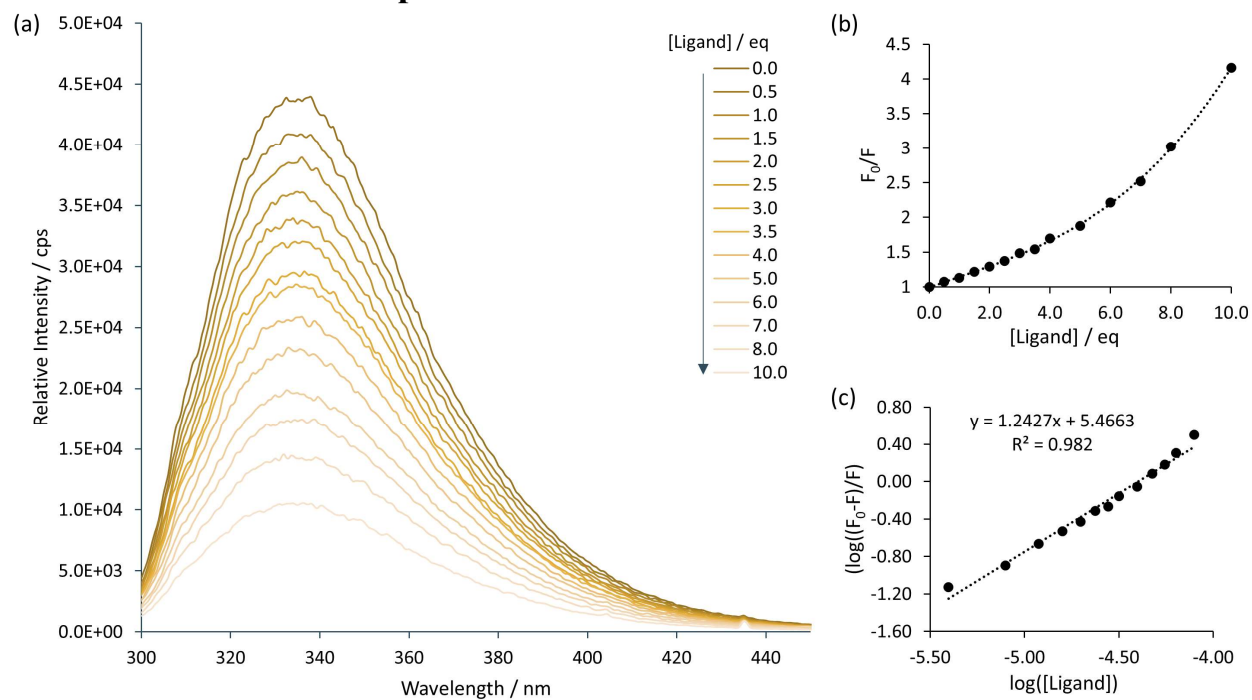 (a)
5.0E+04
4.5E+04
4.0E+04
3.5E+04
3.0E+04
2.5E+04
2.0E+04
1.5E+04
1.0E+04
5.0E+03
0.0E+00
Relative Intensity / cps
300 320 340 360 380 400 420 440
Wavelength / nm
[Ligand] / eq
0.0
0.5
1.0
1.5
2.0
2.5
3.0
3.5
4.0
5.0
6.0
7.0
8.0
10.0
(b)
4.5
4
3.5
3
2.5
2
1.5
1
F₀/F
0.0 2.0 4.0 6.0 8.0 10.0
[Ligand] / eq
(c)
0.80
0.40
0.00
-0.40
-0.80
-1.20
-1.60
(log((F₀-F)/F)
y = 1.2427x + 5.4663
R² = 0.982
-5.50 -5.00 -4.50 -4.00
log([Ligand])